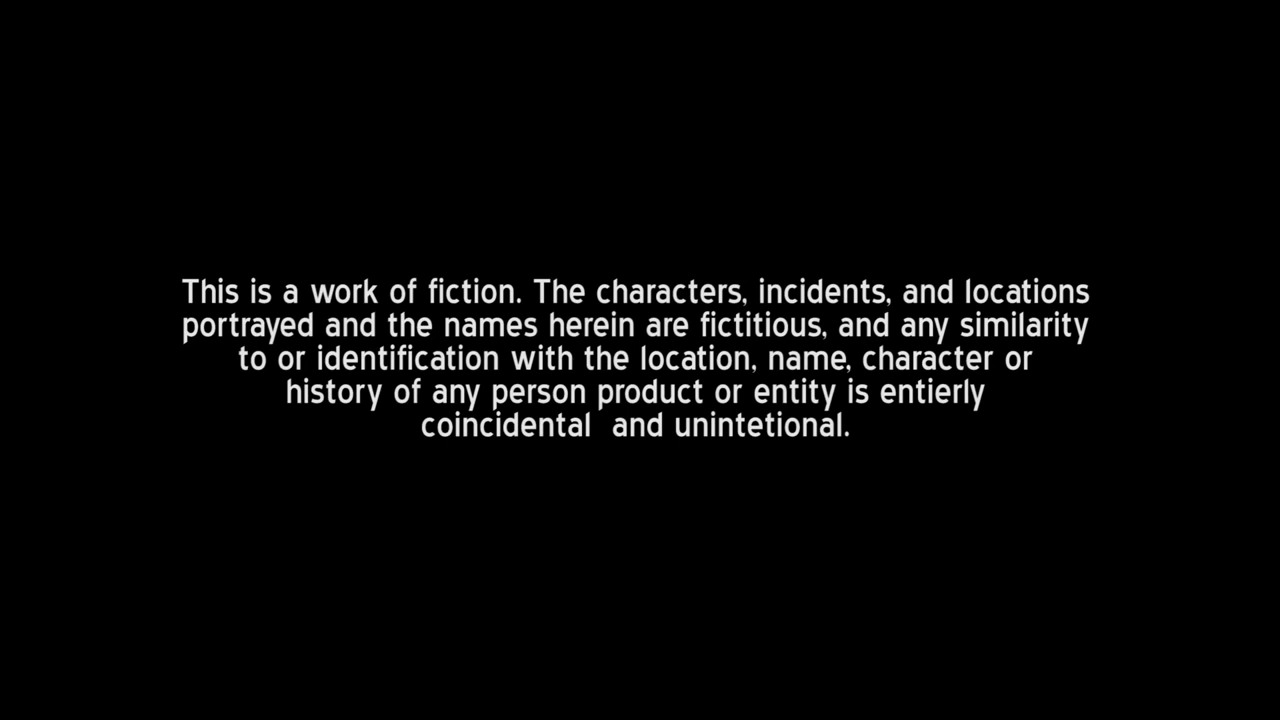 This is a work of fiction. The characters, incidents, and locations
portrayed and the names herein are fictitious, and any similarity
to or identification with the location, name, character or
history of any person product or entity is entierly
coincidental  and unintetional.